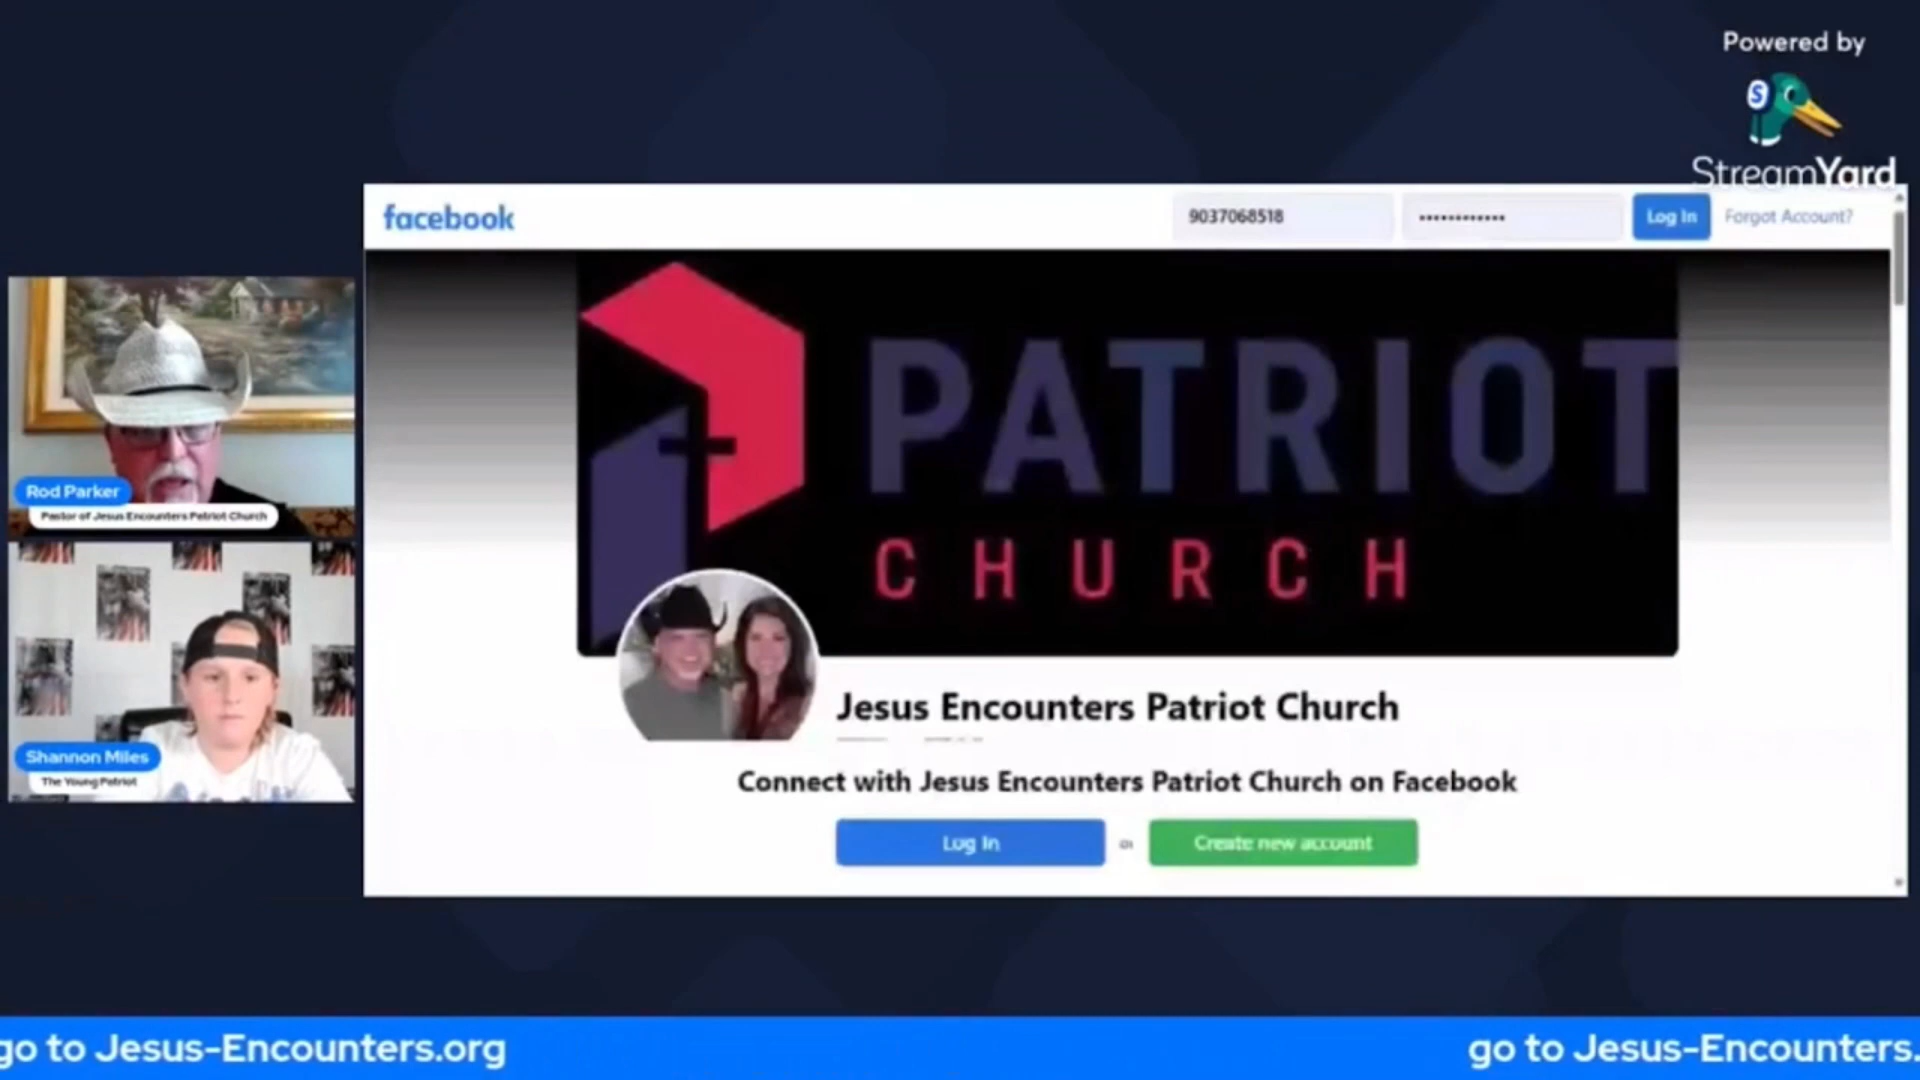 Powered by
StreamYard
facebook
9037068518
••••••••••••
Log In
Forgot Account?
PATRIOT
CHURCH
Rod Parker
Pastor of Jesus Encounters Patriot Church
Shannon Miles
The Young Patriot
Jesus Encounters Patriot Church
Connect with Jesus Encounters Patriot Church on Facebook
Log In
or
Create new account
go to Jesus-Encounters.org
go to Jesus-Encounters.